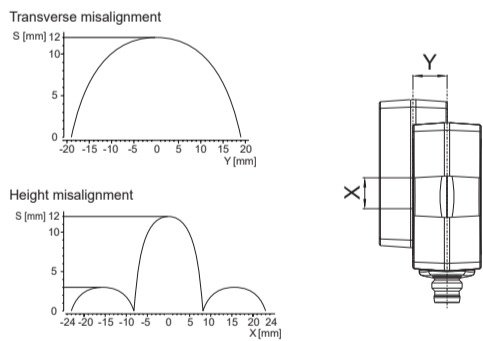 Transverse misalignment
S [mm] 12
10
5
0
-20 -15 -10 -5 0 5 10 15 20
Y [mm]
Height misalignment
S [mm] 12
10
5
0
-24 -20 -15 -10 -5 0 5 10 15 20 24
X [mm]
Y
X